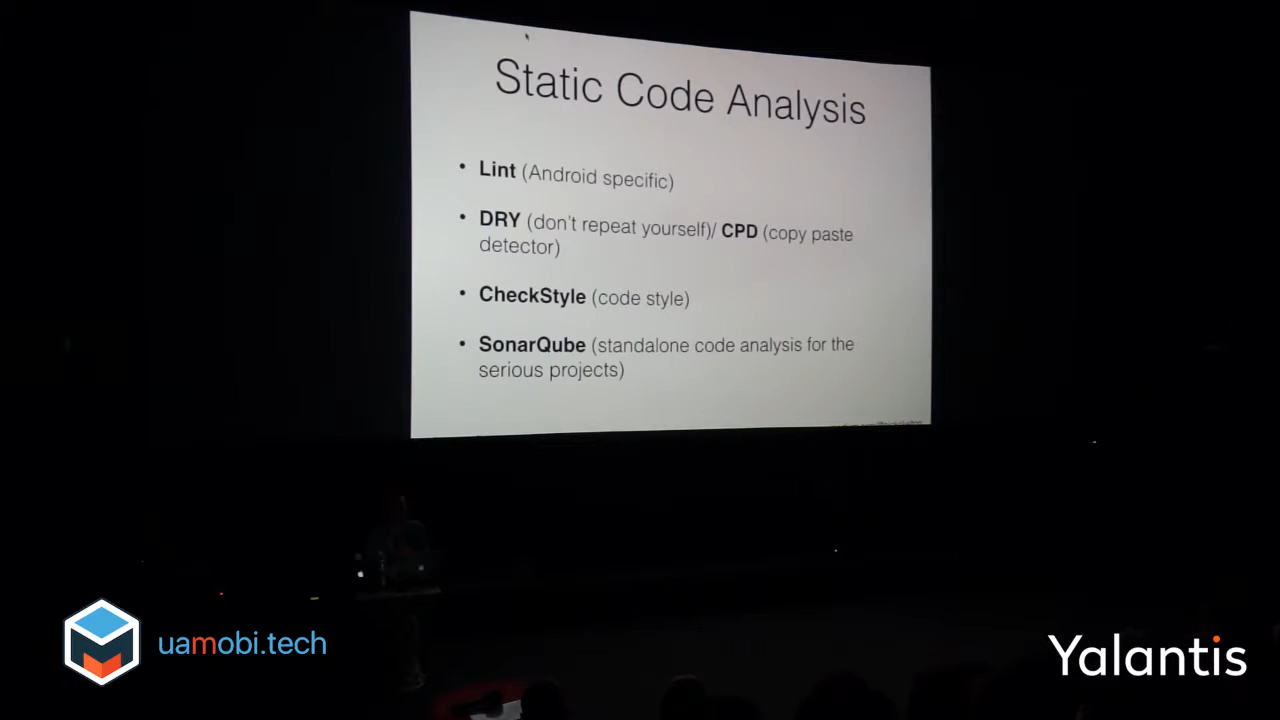 Static Code Analysis
• Lint (Android specific)
• DRY (don't repeat yourself)/ CPD (copy paste
detector)
• CheckStyle (code style)
• SonarQube (standalone code analysis for the
serious projects)
uamobi.tech
Yalantis